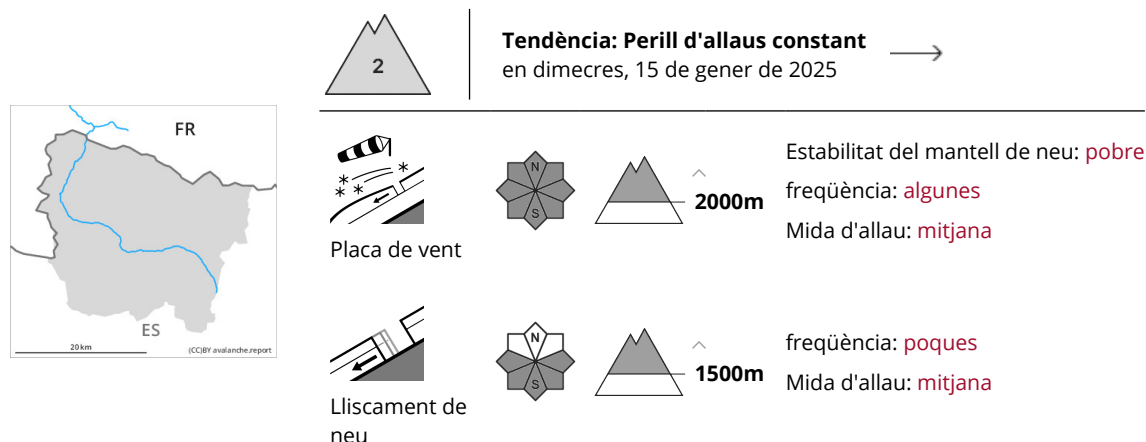 2
Tendència: Perill d'allaus constant
en dimecres, 15 de gener de 2025
FR
ES
20 km
(CC)BY avalanche.report
N
S
2000m
Placa de vent
Estabilitat del mantell de neu: pobre
freqüència: algunes
Mida d'allau: mitjana
N
S
1500m
Lliscament de
neu
freqüència: poques
Mida d'allau: mitjana